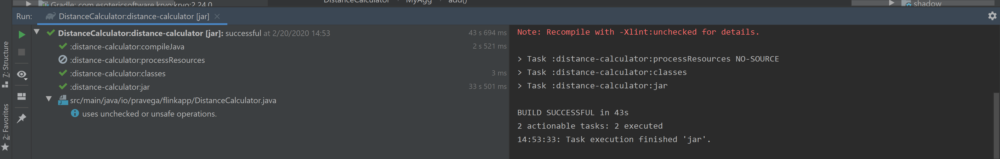 Gradle: com.esotericsoftware.kryo:kryo:2.24.0
DistanceCalculator › MyAgg › add()
shadow
Run: DistanceCalculator:distance-calculator [jar]
7: Structure
2: Favorites
DistanceCalculator:distance-calculator [jar]: successful at 2/20/2020 14:53 43 s 694 ms
:distance-calculator:compileJava 2 s 521 ms
:distance-calculator:processResources
:distance-calculator:classes 3 ms
:distance-calculator:jar 33 s 501 ms
src/main/java/io/pravega/flinkapp/DistanceCalculator.java
uses unchecked or unsafe operations.
Note: Recompile with -Xlint:unchecked for details.
> Task :distance-calculator:processResources NO-SOURCE
> Task :distance-calculator:classes
> Task :distance-calculator:jar
BUILD SUCCESSFUL in 43s
2 actionable tasks: 2 executed
14:53:33: Task execution finished 'jar'.